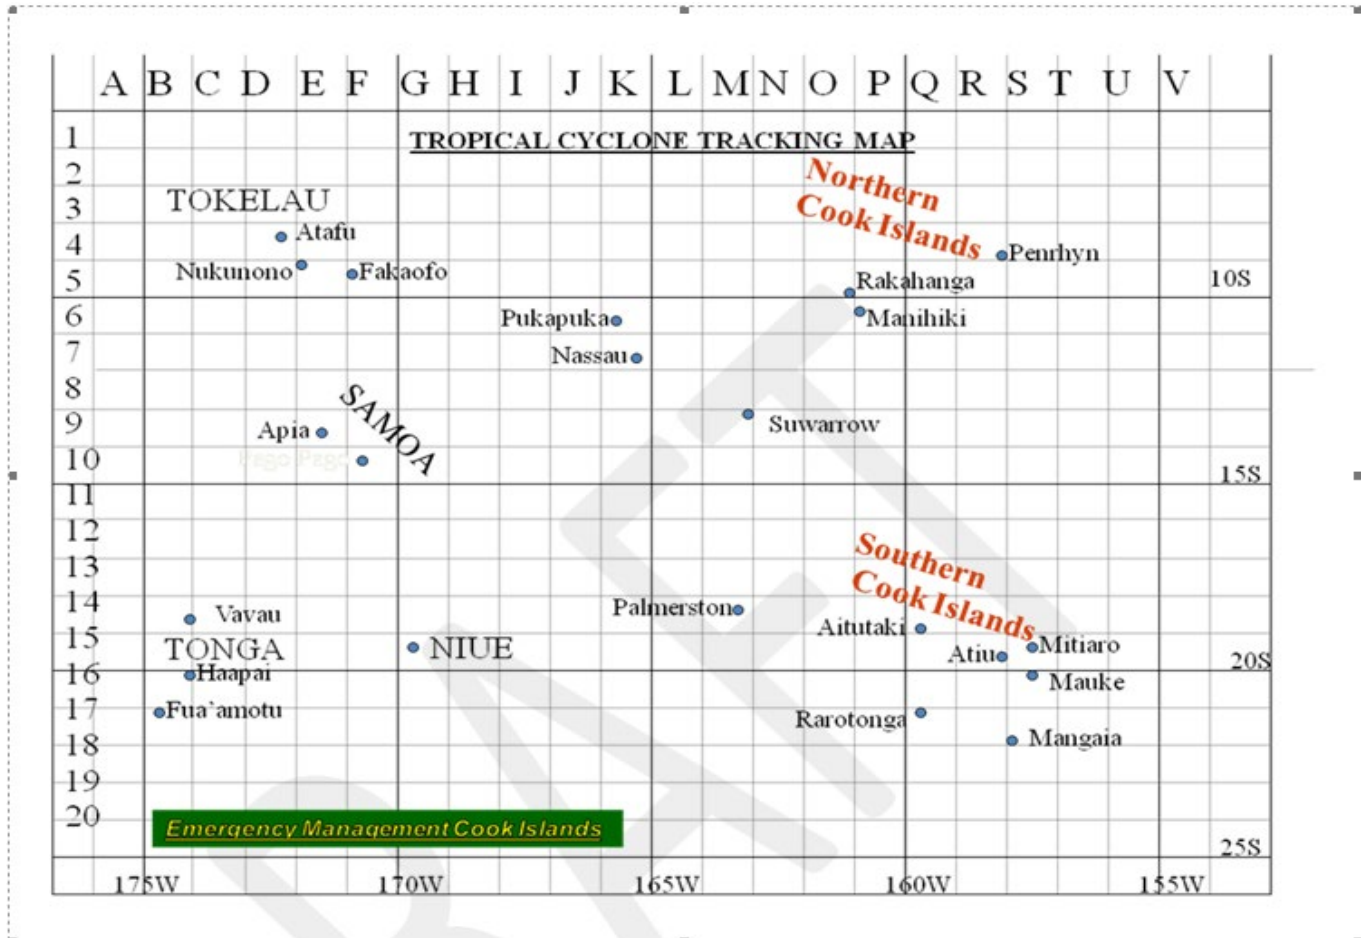 A B C D E F G H I J K L M N O P Q R S T U V
1
TROPICAL CYCLONE TRACKING MAP
2
Northern
Cook Islands
3
TOKELAU
4
Atafu
Penrhyn
5
Nukunono
Fakaofo
Rakahanga
10S
6
Pukapuka
Manihiki
7
Nassau
8
SAMOA
9
Apia
Suwarrow
10
Pago Pago
15S
11
12
13
Southern
Cook Islands
14
Vavau
Palmerston
Aitutaki
15
TONGA
NIUE
Atiu
Mitiaro
20S
16
Haapai
Mauke
17
Fua'amotu
Rarotonga
18
Mangaia
19
20
Emergency Management Cook Islands
25S
175W 170W 165W 160W 155W
DRAFT